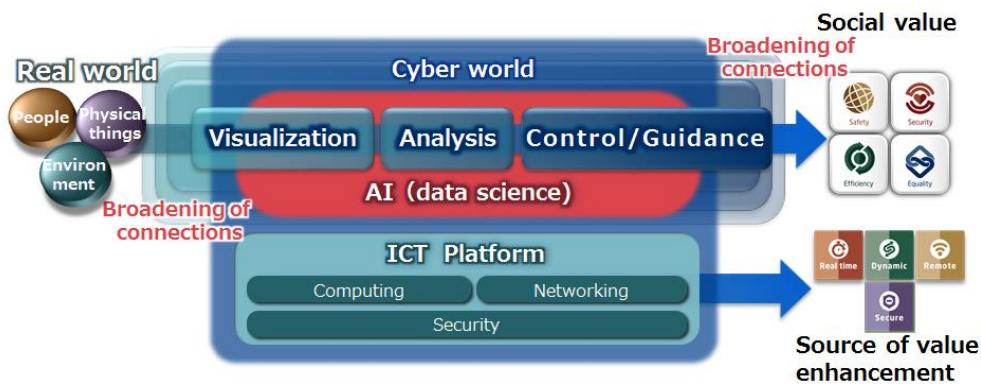 Social value
Broadening of
connections
Real world
Cyber world
People
Physical
things
Environ
ment
Visualization
Analysis
Control/Guidance
AI (data science)
Safety
Security
Efficiency
Equality
Broadening of
connections
ICT Platform
Computing
Networking
Security
Real time
Dynamic
Remote
Secure
Source of value
enhancement